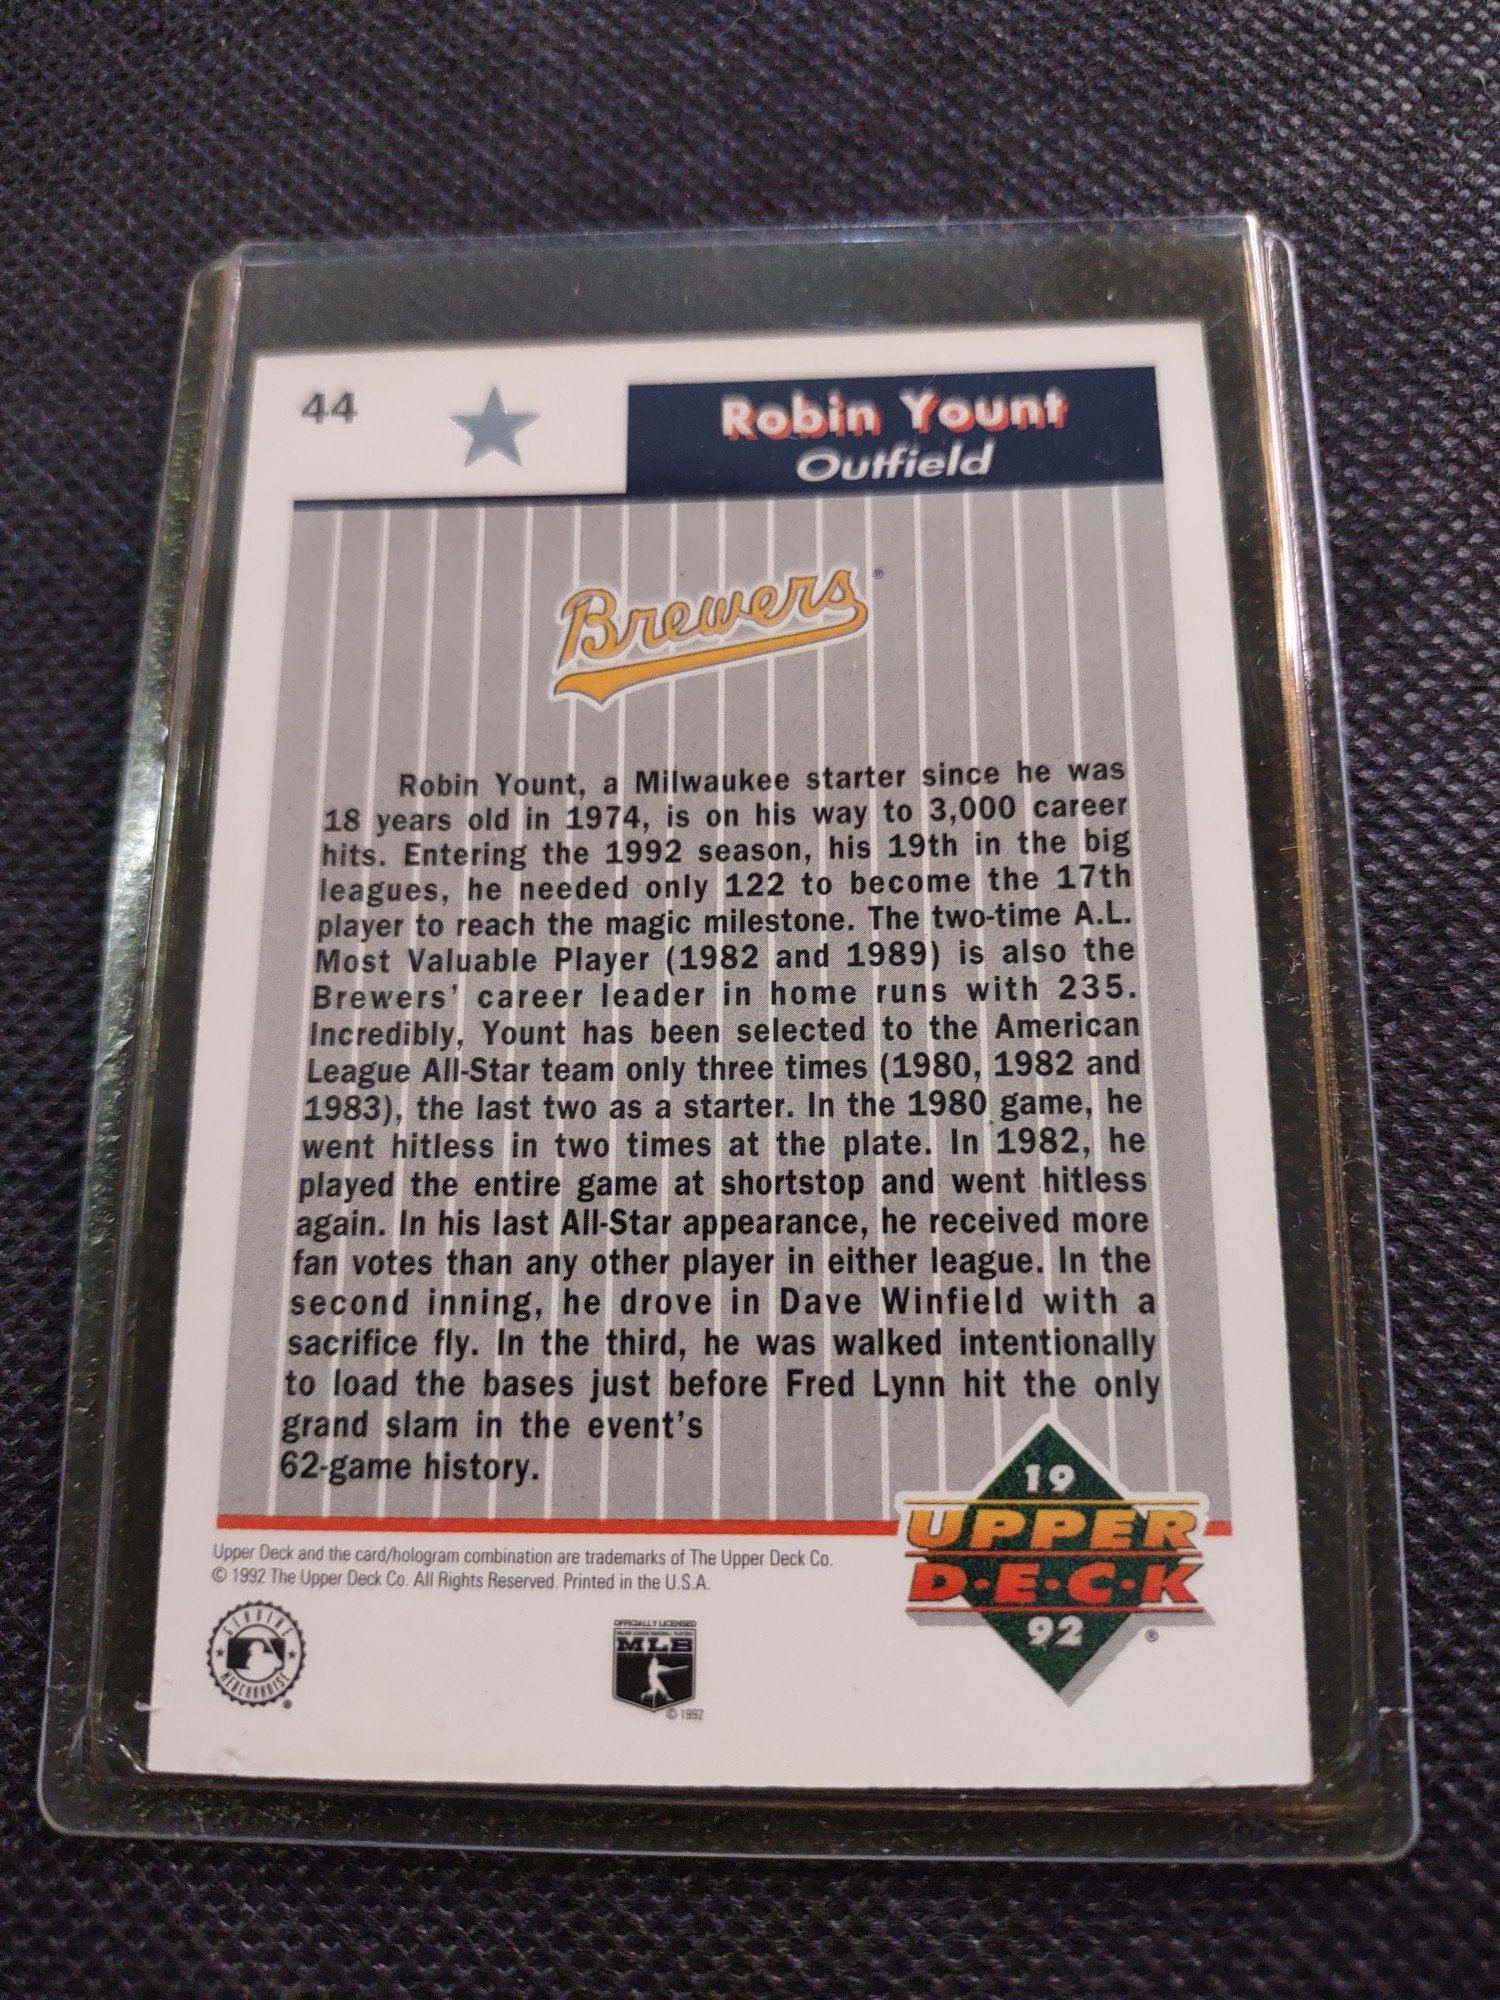 44
Robin Yount
Outfield
Brewers®
Robin Yount, a Milwaukee starter since he was
18 years old in 1974, is on his way to 3,000 career
hits. Entering the 1992 season, his 19th in the big
leagues, he needed only 122 to become the 17th
player to reach the magic milestone. The two-time A.L.
Most Valuable Player (1982 and 1989) is also the
Brewers' career leader in home runs with 235.
Incredibly, Yount has been selected to the American
League All-Star team only three times (1980, 1982 and
1983), the last two as a starter. In the 1980 game, he
went hitless in two times at the plate. In 1982, he
played the entire game at shortstop and went hitless
again. In his last All-Star appearance, he received more
fan votes than any other player in either league. In the
second inning, he drove in Dave Winfield with a
sacrifice fly. In the third, he was walked intentionally
to load the bases just before Fred Lynn hit the only
grand slam in the event's
62-game history.
19
UPPER
D·E·C·K
92
®
Upper Deck and the card/hologram combination are trademarks of The Upper Deck Co.
© 1992 The Upper Deck Co. All Rights Reserved. Printed in the U.S.A.
GENUINE
MERCHANDISE
®
OFFICIALLY LICENSED
MAJOR LEAGUE BASEBALL PLAYERS
MLB
© 1992